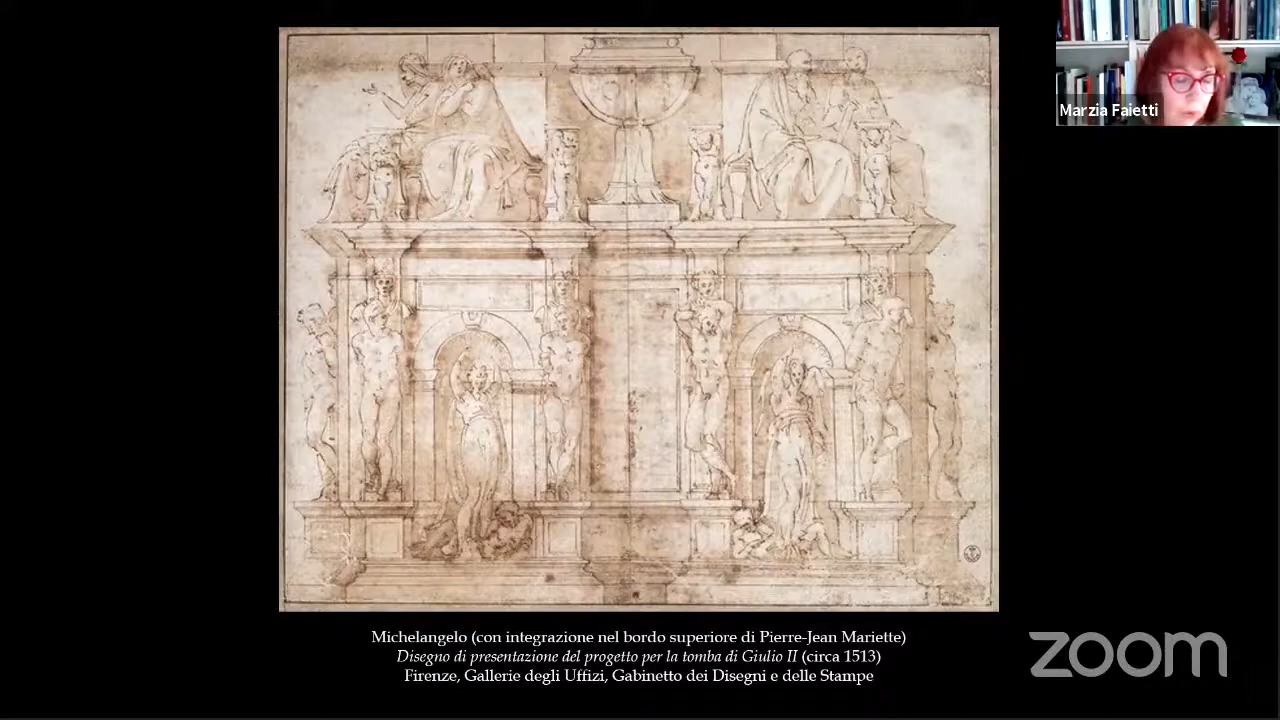 Marzia Faietti
Michelangelo (con integrazione nel bordo superiore di Pierre-Jean Mariette)
Disegno di presentazione del progetto per la tomba di Giulio II (circa 1513)
Firenze, Gallerie degli Uffizi, Gabinetto dei Disegni e delle Stampe
zoom